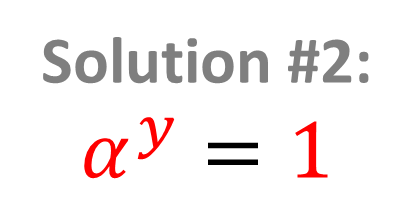 Solution #2:
α^y = 1